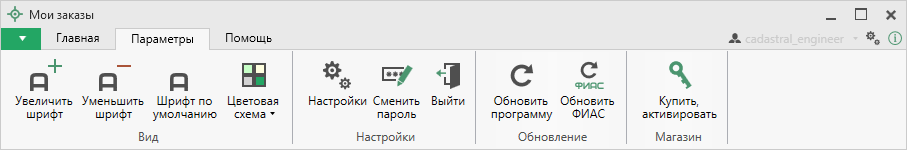 Мои заказы
Главная Параметры Помощь cadastral_engineer
Увеличить шрифт
Уменьшить шрифт
Шрифт по умолчанию
Цветовая схема
Вид
Настройки
Сменить пароль
Выйти
Настройки
Обновить программу
ФИАС
Обновить ФИАС
Обновление
Купить, активировать
Магазин